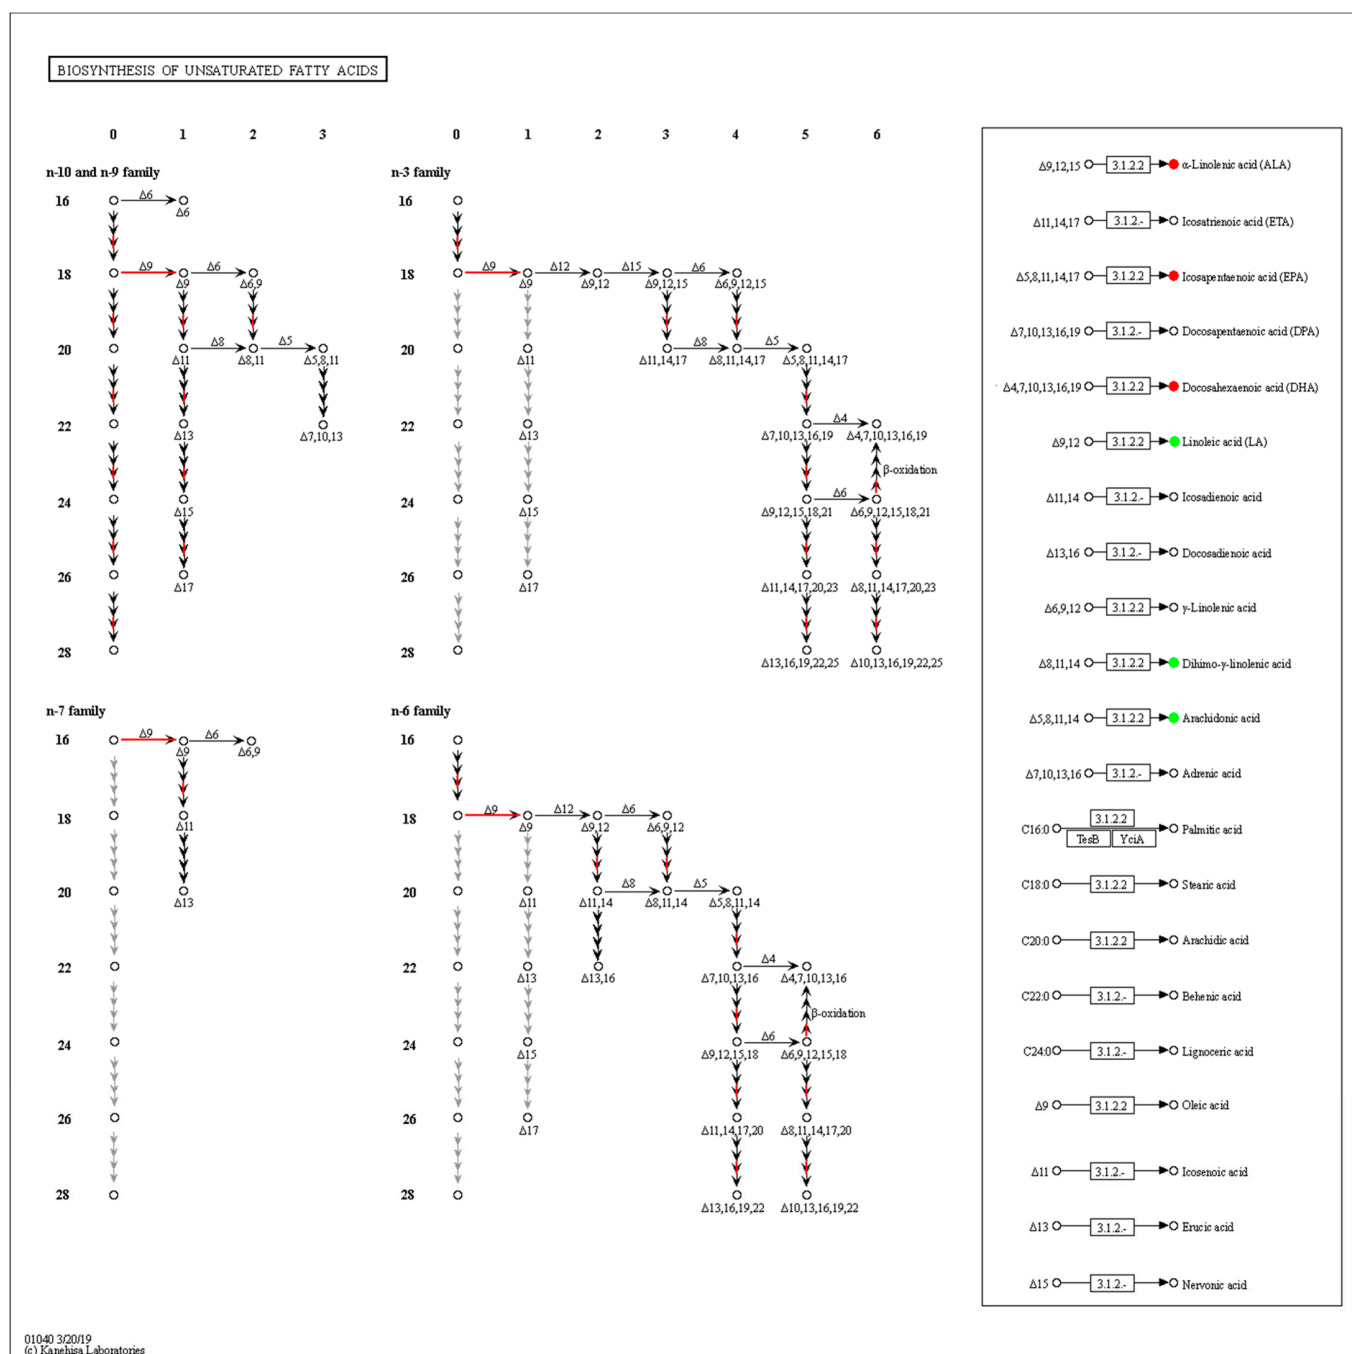 BIOSYNTHESIS OF UNSATURATED FATTY ACIDS
0 1 2 3
n-10 and n-9 family
16
Δ6
Δ6
18
Δ9 Δ6
Δ9 Δ6,9
20
Δ8 Δ5
Δ11 Δ8,11 Δ5,8,11
22
Δ13 Δ7,10,13
24
Δ15
26
Δ17
28
0 1 2 3 4 5 6
n-3 family
16
18
Δ9 Δ12 Δ15 Δ6
Δ9 Δ9,12 Δ9,12,15 Δ6,9,12,15
20
Δ8 Δ5
Δ11 Δ11,14,17 Δ8,11,14,17 Δ5,8,11,14,17
22
Δ4
Δ13 Δ7,10,13,16,19 Δ4,7,10,13,16,19
β-oxidation
24
Δ6
Δ15 Δ9,12,15,18,21 Δ6,9,12,15,18,21
26
Δ17 Δ11,14,17,20,23 Δ8,11,14,17,20,23
28
Δ13,16,19,22,25 Δ10,13,16,19,22,25
n-7 family
16
Δ9 Δ6
Δ9 Δ6,9
18
Δ11
20
Δ13
22
24
26
28
n-6 family
16
18
Δ9 Δ12 Δ6
Δ9 Δ9,12 Δ6,9,12
20
Δ8 Δ5
Δ11 Δ11,14 Δ8,11,14 Δ5,8,11,14
22
Δ4
Δ13 Δ13,16 Δ7,10,13,16 Δ4,7,10,13,16
β-oxidation
24
Δ6
Δ15 Δ9,12,15,18 Δ6,9,12,15,18
26
Δ17 Δ11,14,17,20 Δ8,11,14,17,20
28
Δ13,16,19,22 Δ10,13,16,19,22
Δ9,12,15 3.1.2.2 α-Linolenic acid (ALA)
Δ11,14,17 3.1.2.- Icosatrienoic acid (ETA)
Δ5,8,11,14,17 3.1.2.2 Icosapentaenoic acid (EPA)
Δ7,10,13,16,19 3.1.2.- Docosapentaenoic acid (DPA)
Δ4,7,10,13,16,19 3.1.2.2 Docosahexaenoic acid (DHA)
Δ9,12 3.1.2.2 Linoleic acid (LA)
Δ11,14 3.1.2.- Icosadienoic acid
Δ13,16 3.1.2.- Docosadienoic acid
Δ6,9,12 3.1.2.2 γ-Linolenic acid
Δ8,11,14 3.1.2.2 Dihimo-γ-linolenic acid
Δ5,8,11,14 3.1.2.2 Arachidonic acid
Δ7,10,13,16 3.1.2.- Adrenic acid
3.1.2.2
C16:0 Palmitic acid
TesB YciA
C18:0 3.1.2.2 Stearic acid
C20:0 3.1.2.2 Arachidic acid
C22:0 3.1.2.- Behenic acid
C24:0 3.1.2.- Lignoceric acid
Δ9 3.1.2.2 Oleic acid
Δ11 3.1.2.- Icosenoic acid
Δ13 3.1.2.- Erucic acid
Δ15 3.1.2.- Nervonic acid
01040 3/20/19
(c) Kanehisa Laboratories